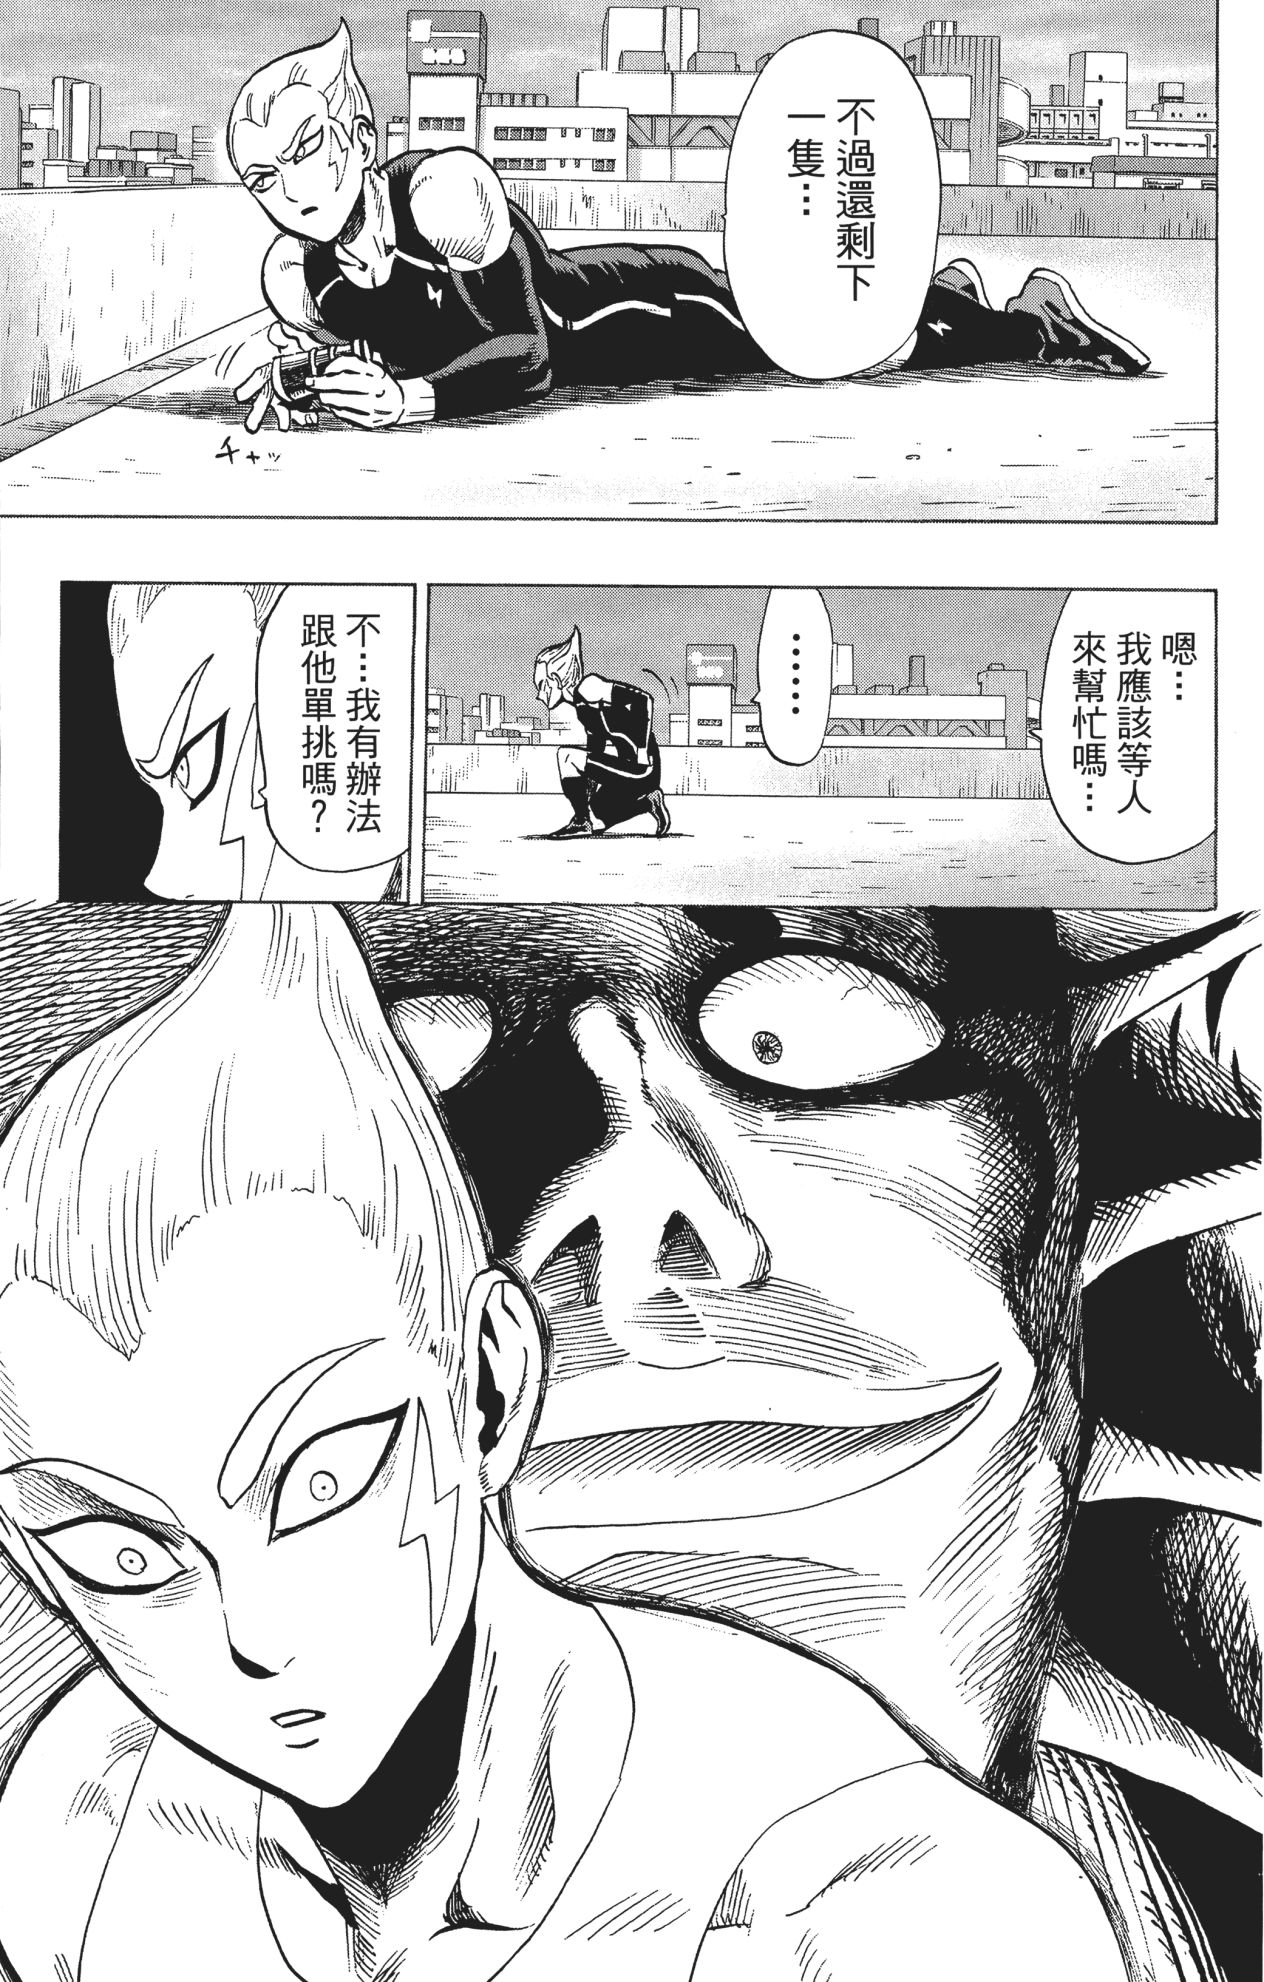 不過還剩下
一隻…
チャッ
嗯…
我應該等人
來幫忙嗎…
……
不…我有辦法
跟他單挑嗎？